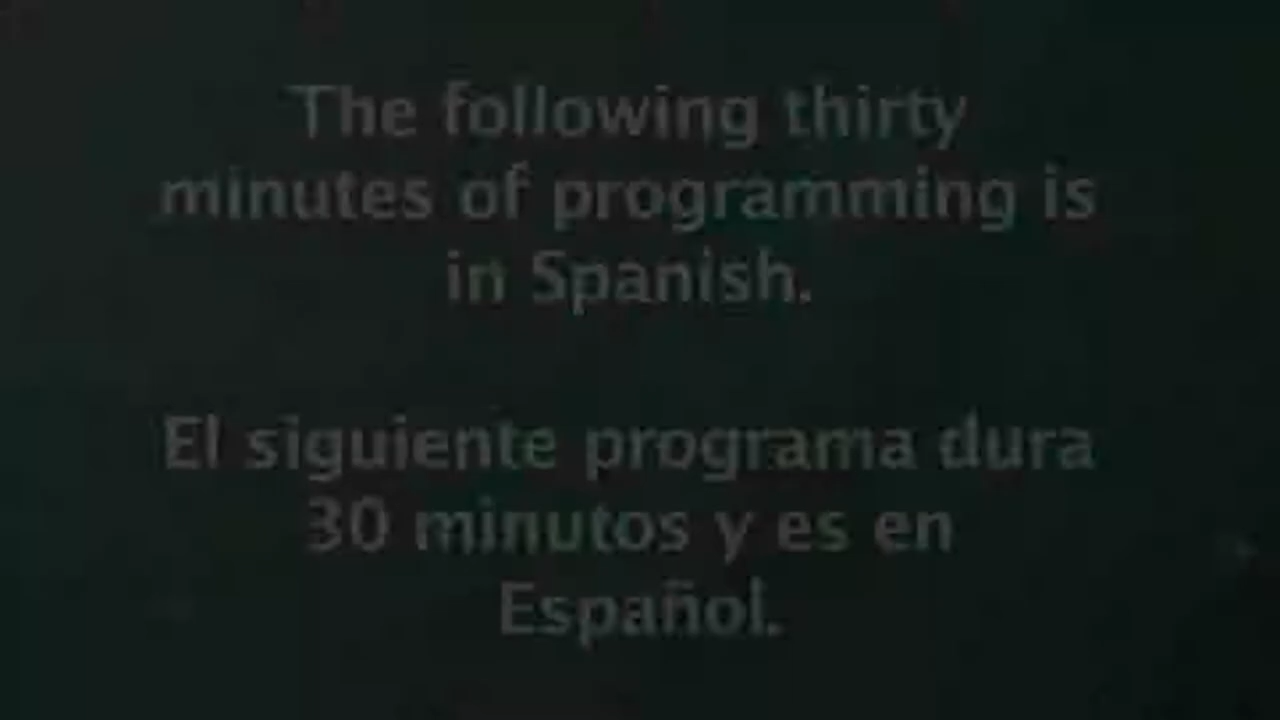 The following thirty
minutes of programming is
in Spanish.
El siguiente programa dura
30 minutos y es en
Español.